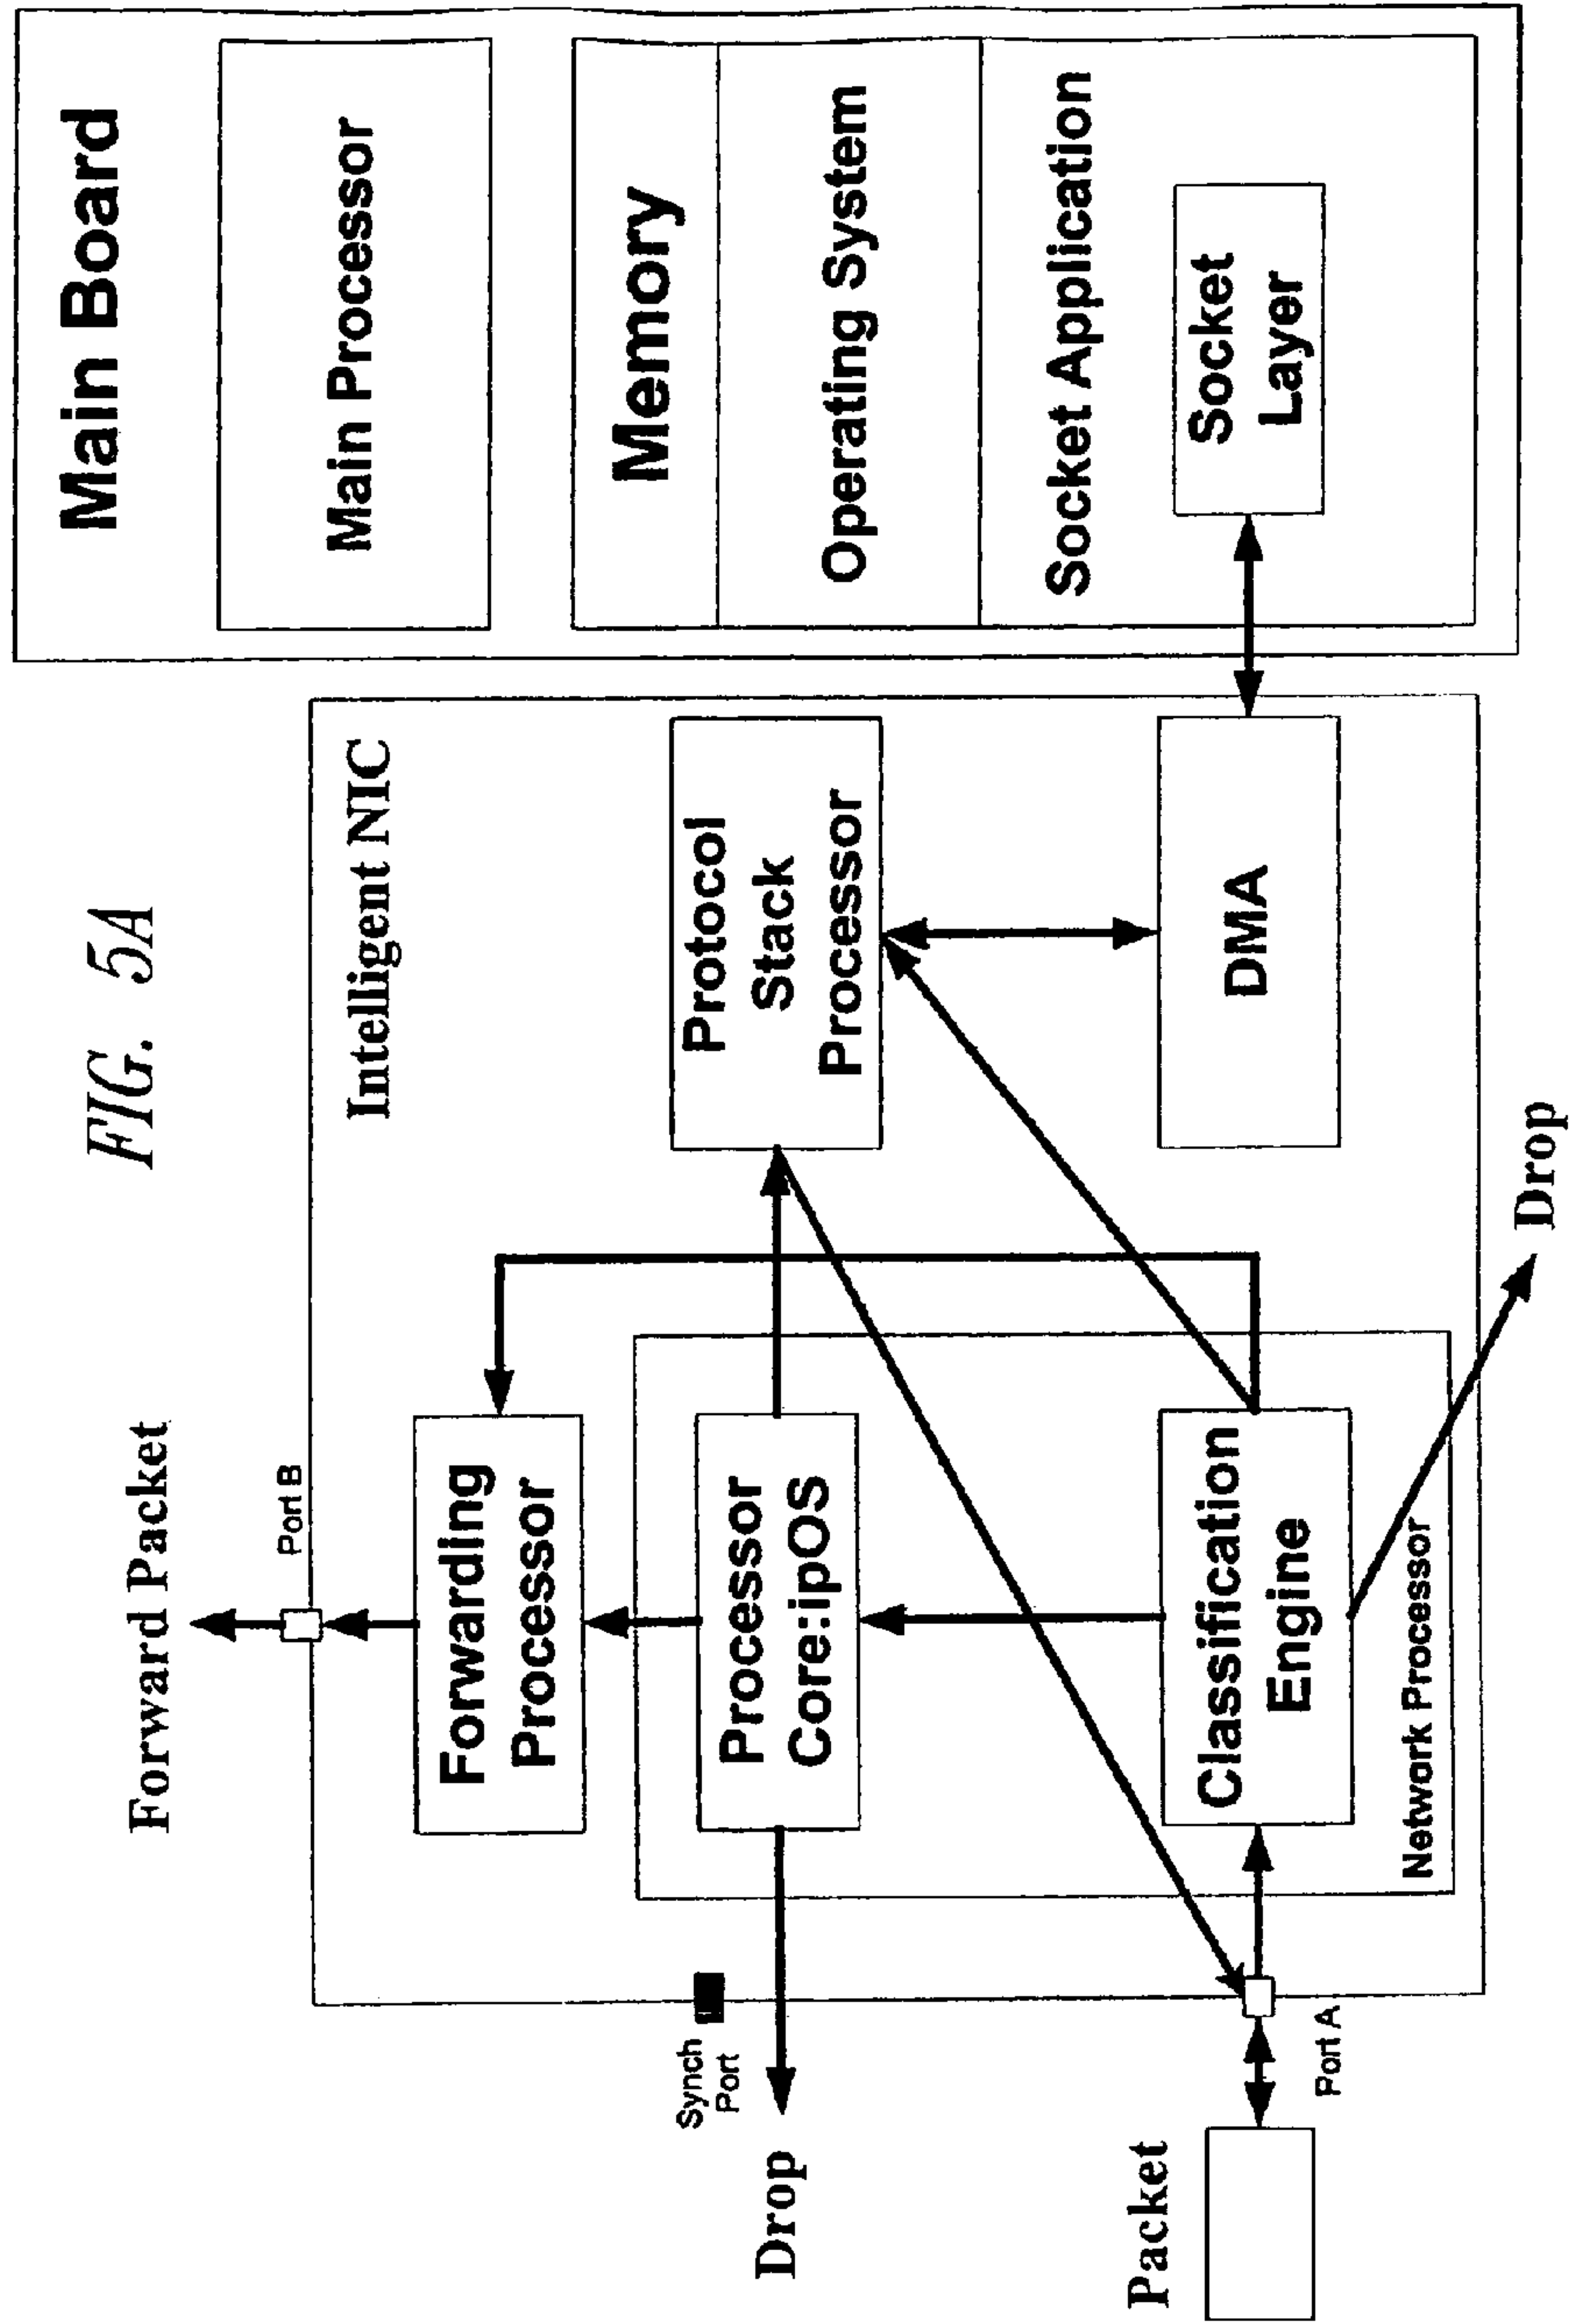 FIG. 5A
Main Board
Main Processor
Memory
Operating System
Socket Application
Socket
Layer
Intelligent NIC
Protocol
Stack
Processor
DMA
Forward Packet
Port B
Forwarding
Processor
Processor
Core:ipOS
Classification
Engine
Network Processor
Synch
Port
Drop
Drop
Packet
Port A